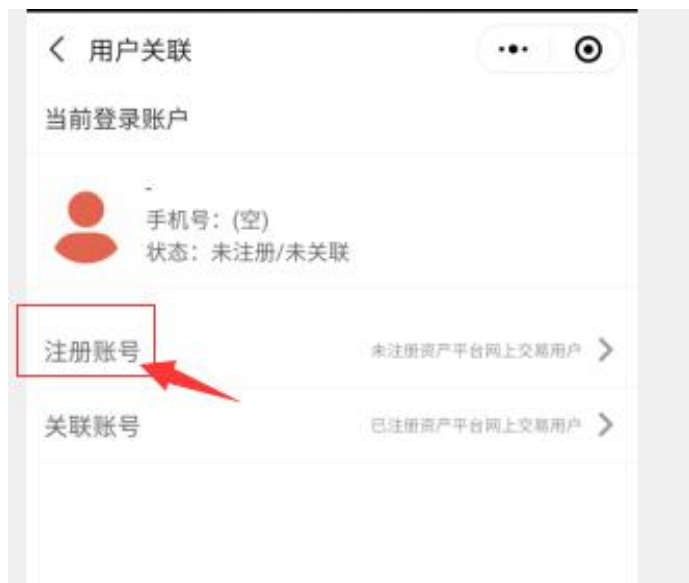 用户关联
当前登录账户
-
手机号：(空)
状态：未注册/未关联
注册账号
未注册资产平台网上交易用户
关联账号
已注册资产平台网上交易用户